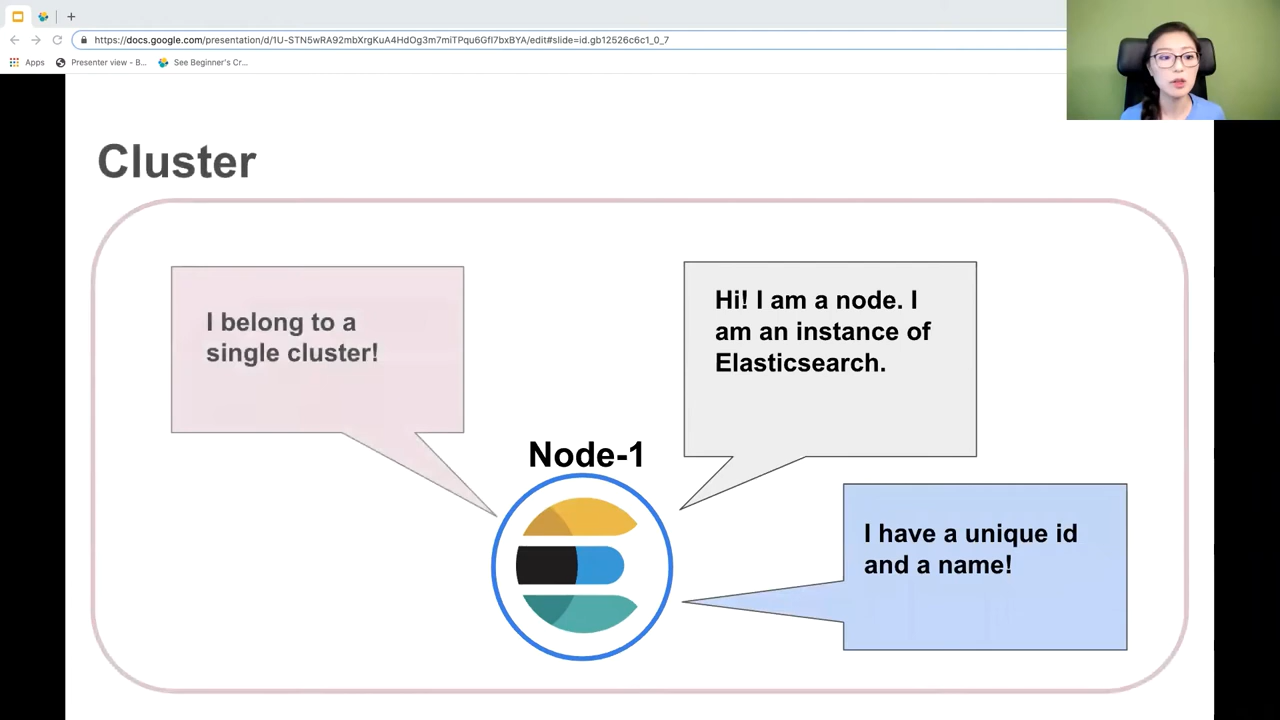 https://docs.google.com/presentation/d/1U-STN5wRA92mbXrgKuA4HdOg3m7miTPqu6GfI7bxBYA/edit#slide=id.gb12526c6c1_0_7
Apps
Presenter view – B...
See Beginner's Cr...
Cluster
I belong to a
single cluster!
Hi! I am a node. I
am an instance of
Elasticsearch.
Node-1
I have a unique id
and a name!